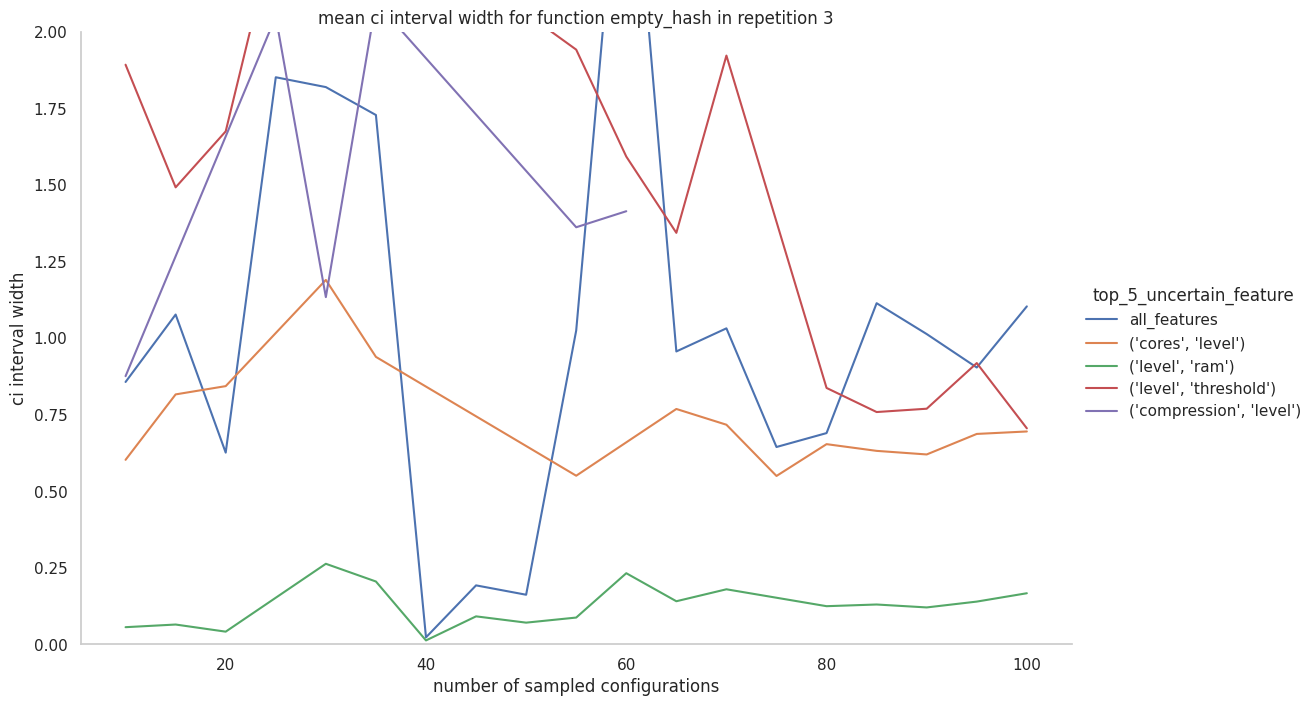 mean ci interval width for function empty_hash in repetition 3
2.00
1.75
1.50
1.25
1.00
0.75
0.50
0.25
0.00
ci interval width
20
40
60
80
100
number of sampled configurations
top_5_uncertain_feature
all_features
('cores', 'level')
('level', 'ram')
('level', 'threshold')
('compression', 'level')